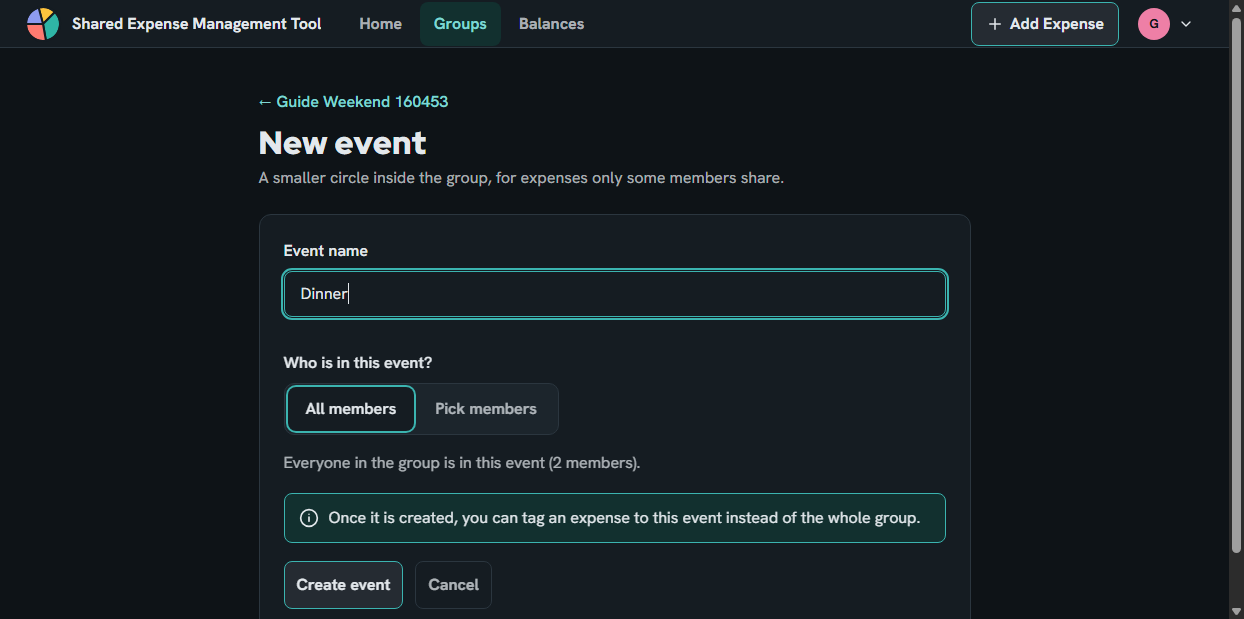 Shared Expense Management Tool
Home
Groups
Balances
+ Add Expense
G
← Guide Weekend 160453
New event
A smaller circle inside the group, for expenses only some members share.
Event name
Dinner
Who is in this event?
All members
Pick members
Everyone in the group is in this event (2 members).
Once it is created, you can tag an expense to this event instead of the whole group.
Create event
Cancel